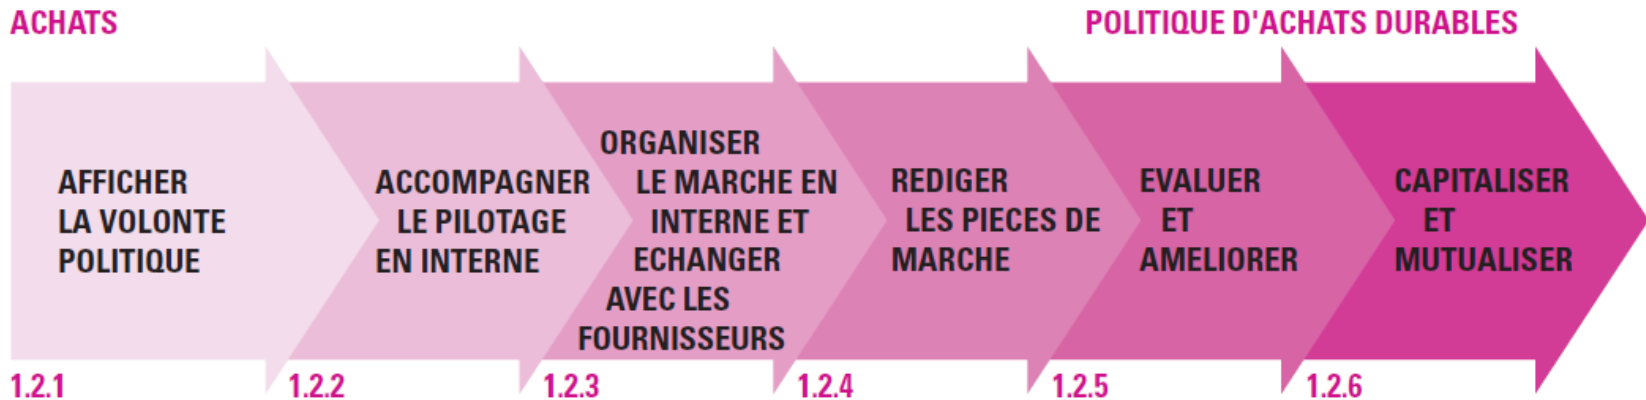 ACHATS
POLITIQUE D'ACHATS DURABLES
AFFICHER
LA VOLONTE
POLITIQUE
ACCOMPAGNER
LE PILOTAGE
EN INTERNE
ORGANISER
LE MARCHE EN
INTERNE ET
ECHANGER
AVEC LES
FOURNISSEURS
REDIGER
LES PIECES DE
MARCHE
EVALUER
ET
AMELIORER
CAPITALISER
ET
MUTUALISER
1.2.1
1.2.2
1.2.3
1.2.4
1.2.5
1.2.6